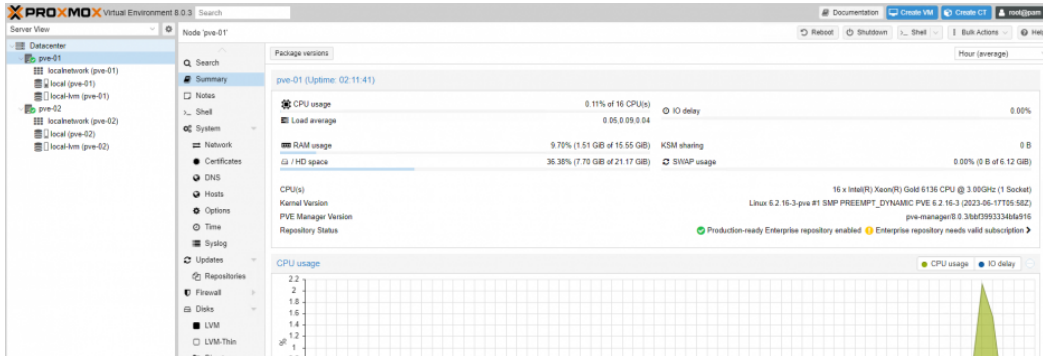 PROXMOX Virtual Environment 8.0.3 Search
Documentation Create VM Create CT root@pam
Server View
Node 'pve-01'
Reboot Shutdown Shell Bulk Actions Help
Datacenter
pve-01
localnetwork (pve-01)
local (pve-01)
local-lvm (pve-01)
pve-02
localnetwork (pve-02)
local (pve-02)
local-lvm (pve-02)
Search
Summary
Notes
Shell
System
Network
Certificates
DNS
Hosts
Options
Time
Syslog
Updates
Repositories
Firewall
Disks
LVM
LVM-Thin
Package versions
Hour (average)
pve-01 (Uptime: 02:11:41)
CPU usage 0.11% of 16 CPU(s)
IO delay 0.00%
Load average 0.05,0.09,0.04
RAM usage 9.70% (1.51 GiB of 15.55 GiB)
KSM sharing 0 B
/ HD space 36.38% (7.70 GiB of 21.17 GiB)
SWAP usage 0.00% (0 B of 6.12 GiB)
CPU(s) 16 x Intel(R) Xeon(R) Gold 6136 CPU @ 3.00GHz (1 Socket)
Kernel Version Linux 6.2.16-3-pve #1 SMP PREEMPT_DYNAMIC PVE 6.2.16-3 (2023-06-17T05:58Z)
PVE Manager Version pve-manager/8.0.3/bbf3993334bfa916
Repository Status Production-ready Enterprise repository enabled Enterprise repository needs valid subscription
CPU usage
CPU usage IO delay
2.2
2
1.8
1.6
1.4
1.2
1
%